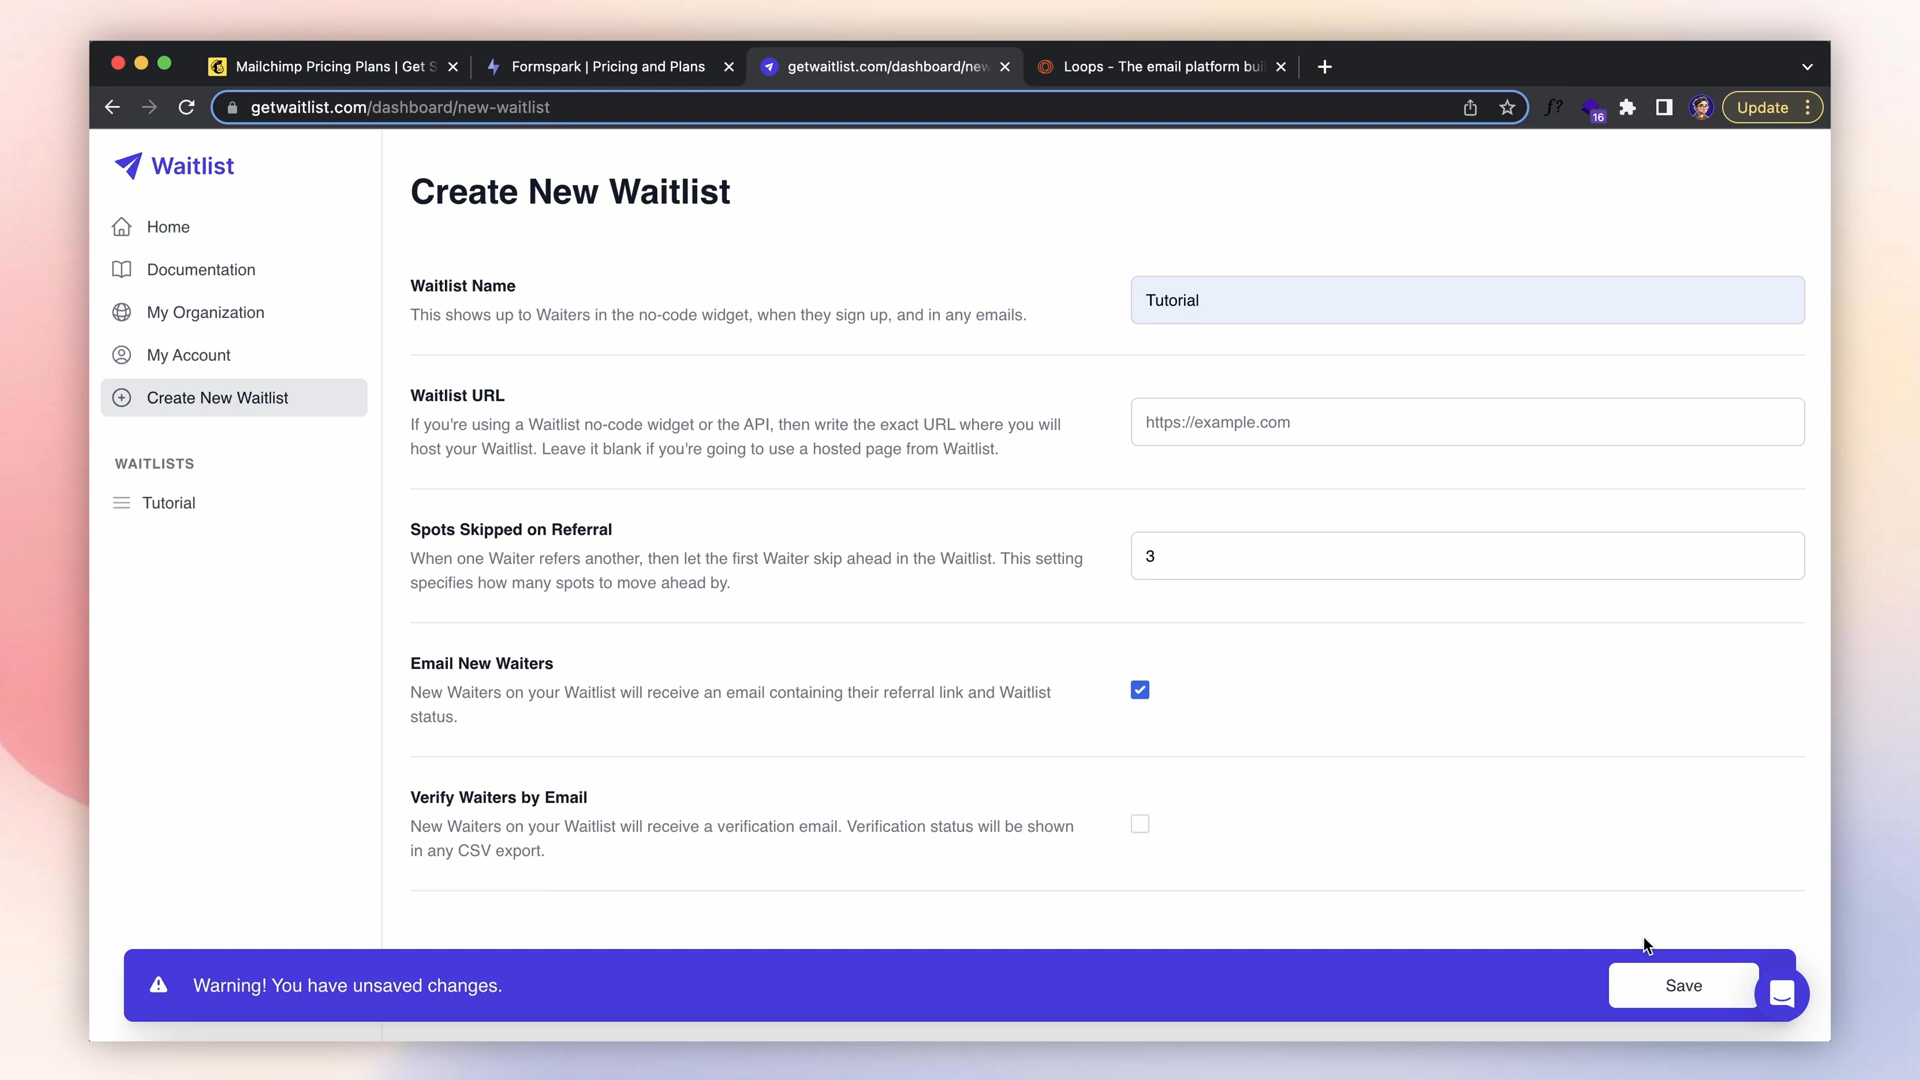 Mailchimp Pricing Plans | Get S
Formspark | Pricing and Plans
getwaitlist.com/dashboard/new
Loops - The email platform bui
getwaitlist.com/dashboard/new-waitlist
f?
16
Update
Waitlist
Home
Documentation
My Organization
My Account
Create New Waitlist
WAITLISTS
Tutorial
Create New Waitlist
Waitlist Name
This shows up to Waiters in the no-code widget, when they sign up, and in any emails.
Tutorial
Waitlist URL
If you're using a Waitlist no-code widget or the API, then write the exact URL where you will
host your Waitlist. Leave it blank if you're going to use a hosted page from Waitlist.
https://example.com
Spots Skipped on Referral
When one Waiter refers another, then let the first Waiter skip ahead in the Waitlist. This setting
specifies how many spots to move ahead by.
3
Email New Waiters
New Waiters on your Waitlist will receive an email containing their referral link and Waitlist
status.
Verify Waiters by Email
New Waiters on your Waitlist will receive a verification email. Verification status will be shown
in any CSV export.
Warning! You have unsaved changes.
Save